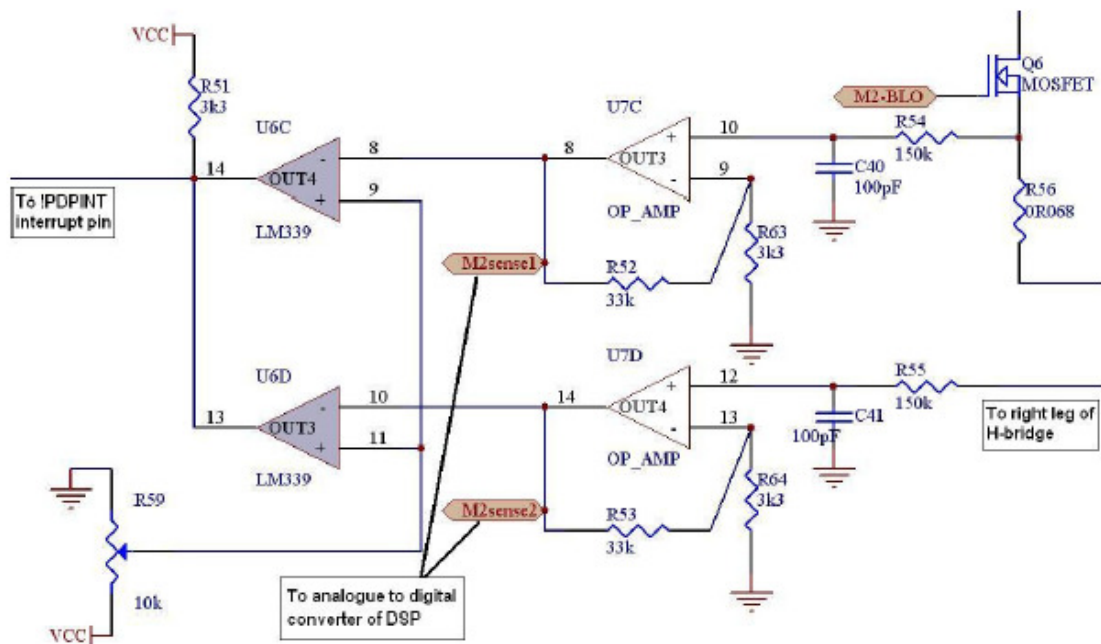 VCC
R51
3k3
U6C
14
OUT4
-
+
8
9
LM339
To !PDPINT
interrupt pin
U7C
8
OUT3
+
-
10
9
OP_AMP
M2-BLO
Q6
MOSFET
R54
150k
C40
100pF
R56
0R068
R63
3k3
M2sense1
R52
33k
U6D
13
OUT3
-
+
10
11
LM339
U7D
14
OUT4
+
-
12
13
OP_AMP
R55
150k
C41
100pF
To right leg of
H-bridge
R64
3k3
M2sense2
R53
33k
R59
10k
VCC
To analogue to digital
converter of DSP